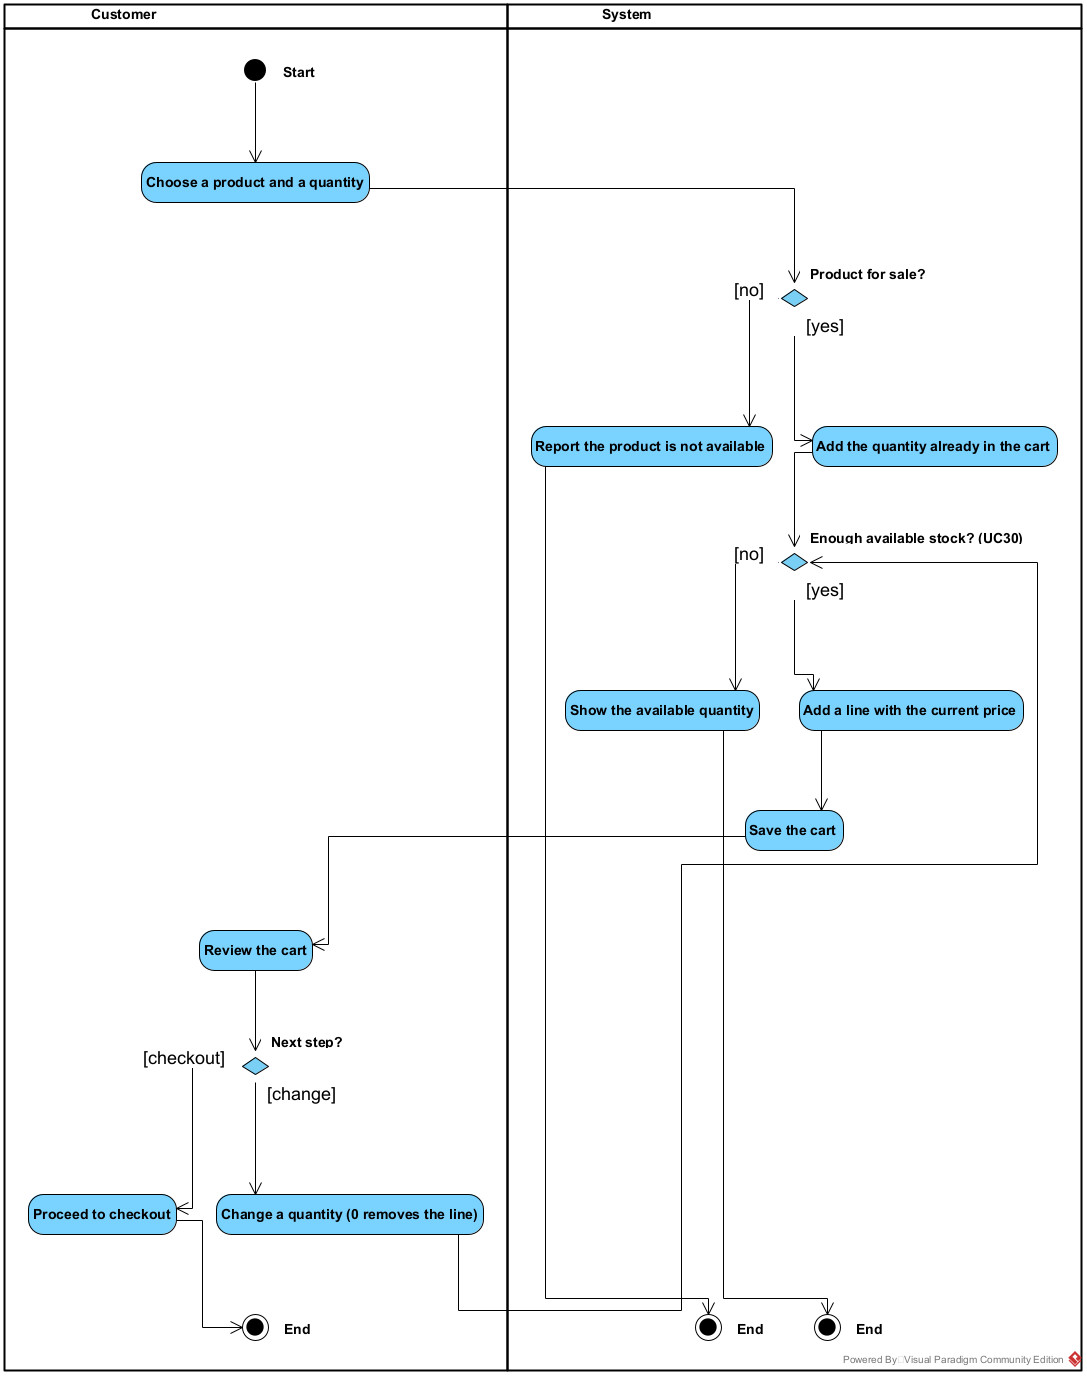 Customer
System
Start
Choose a product and a quantity
Product for sale?
[no]
[yes]
Report the product is not available
Add the quantity already in the cart
Enough available stock? (UC30)
[no]
[yes]
Show the available quantity
Add a line with the current price
Save the cart
Review the cart
Next step?
[checkout]
[change]
Proceed to checkout
Change a quantity (0 removes the line)
End
End
End
Powered By Visual Paradigm Community Edition